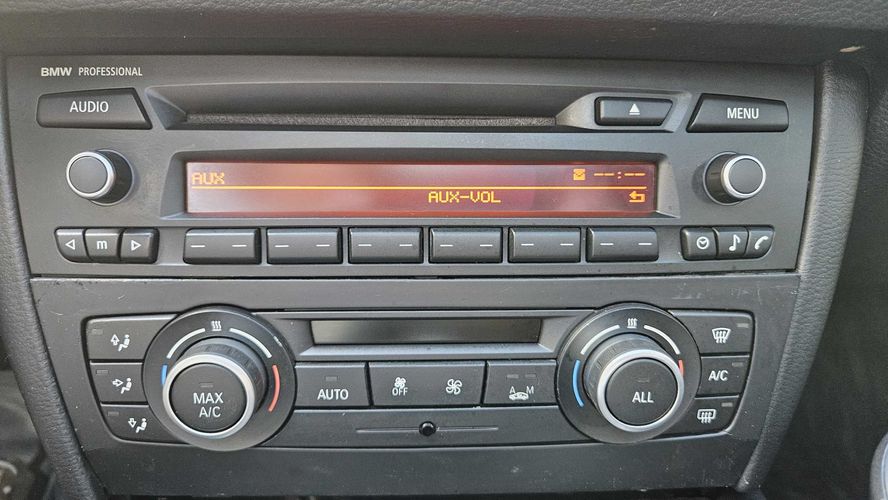 BMW PROFESSIONAL
AUDIO
MENU
AUX
--:--
AUX-VOL
m
MAX
A/C
AUTO
OFF
A M
ALL
A/C